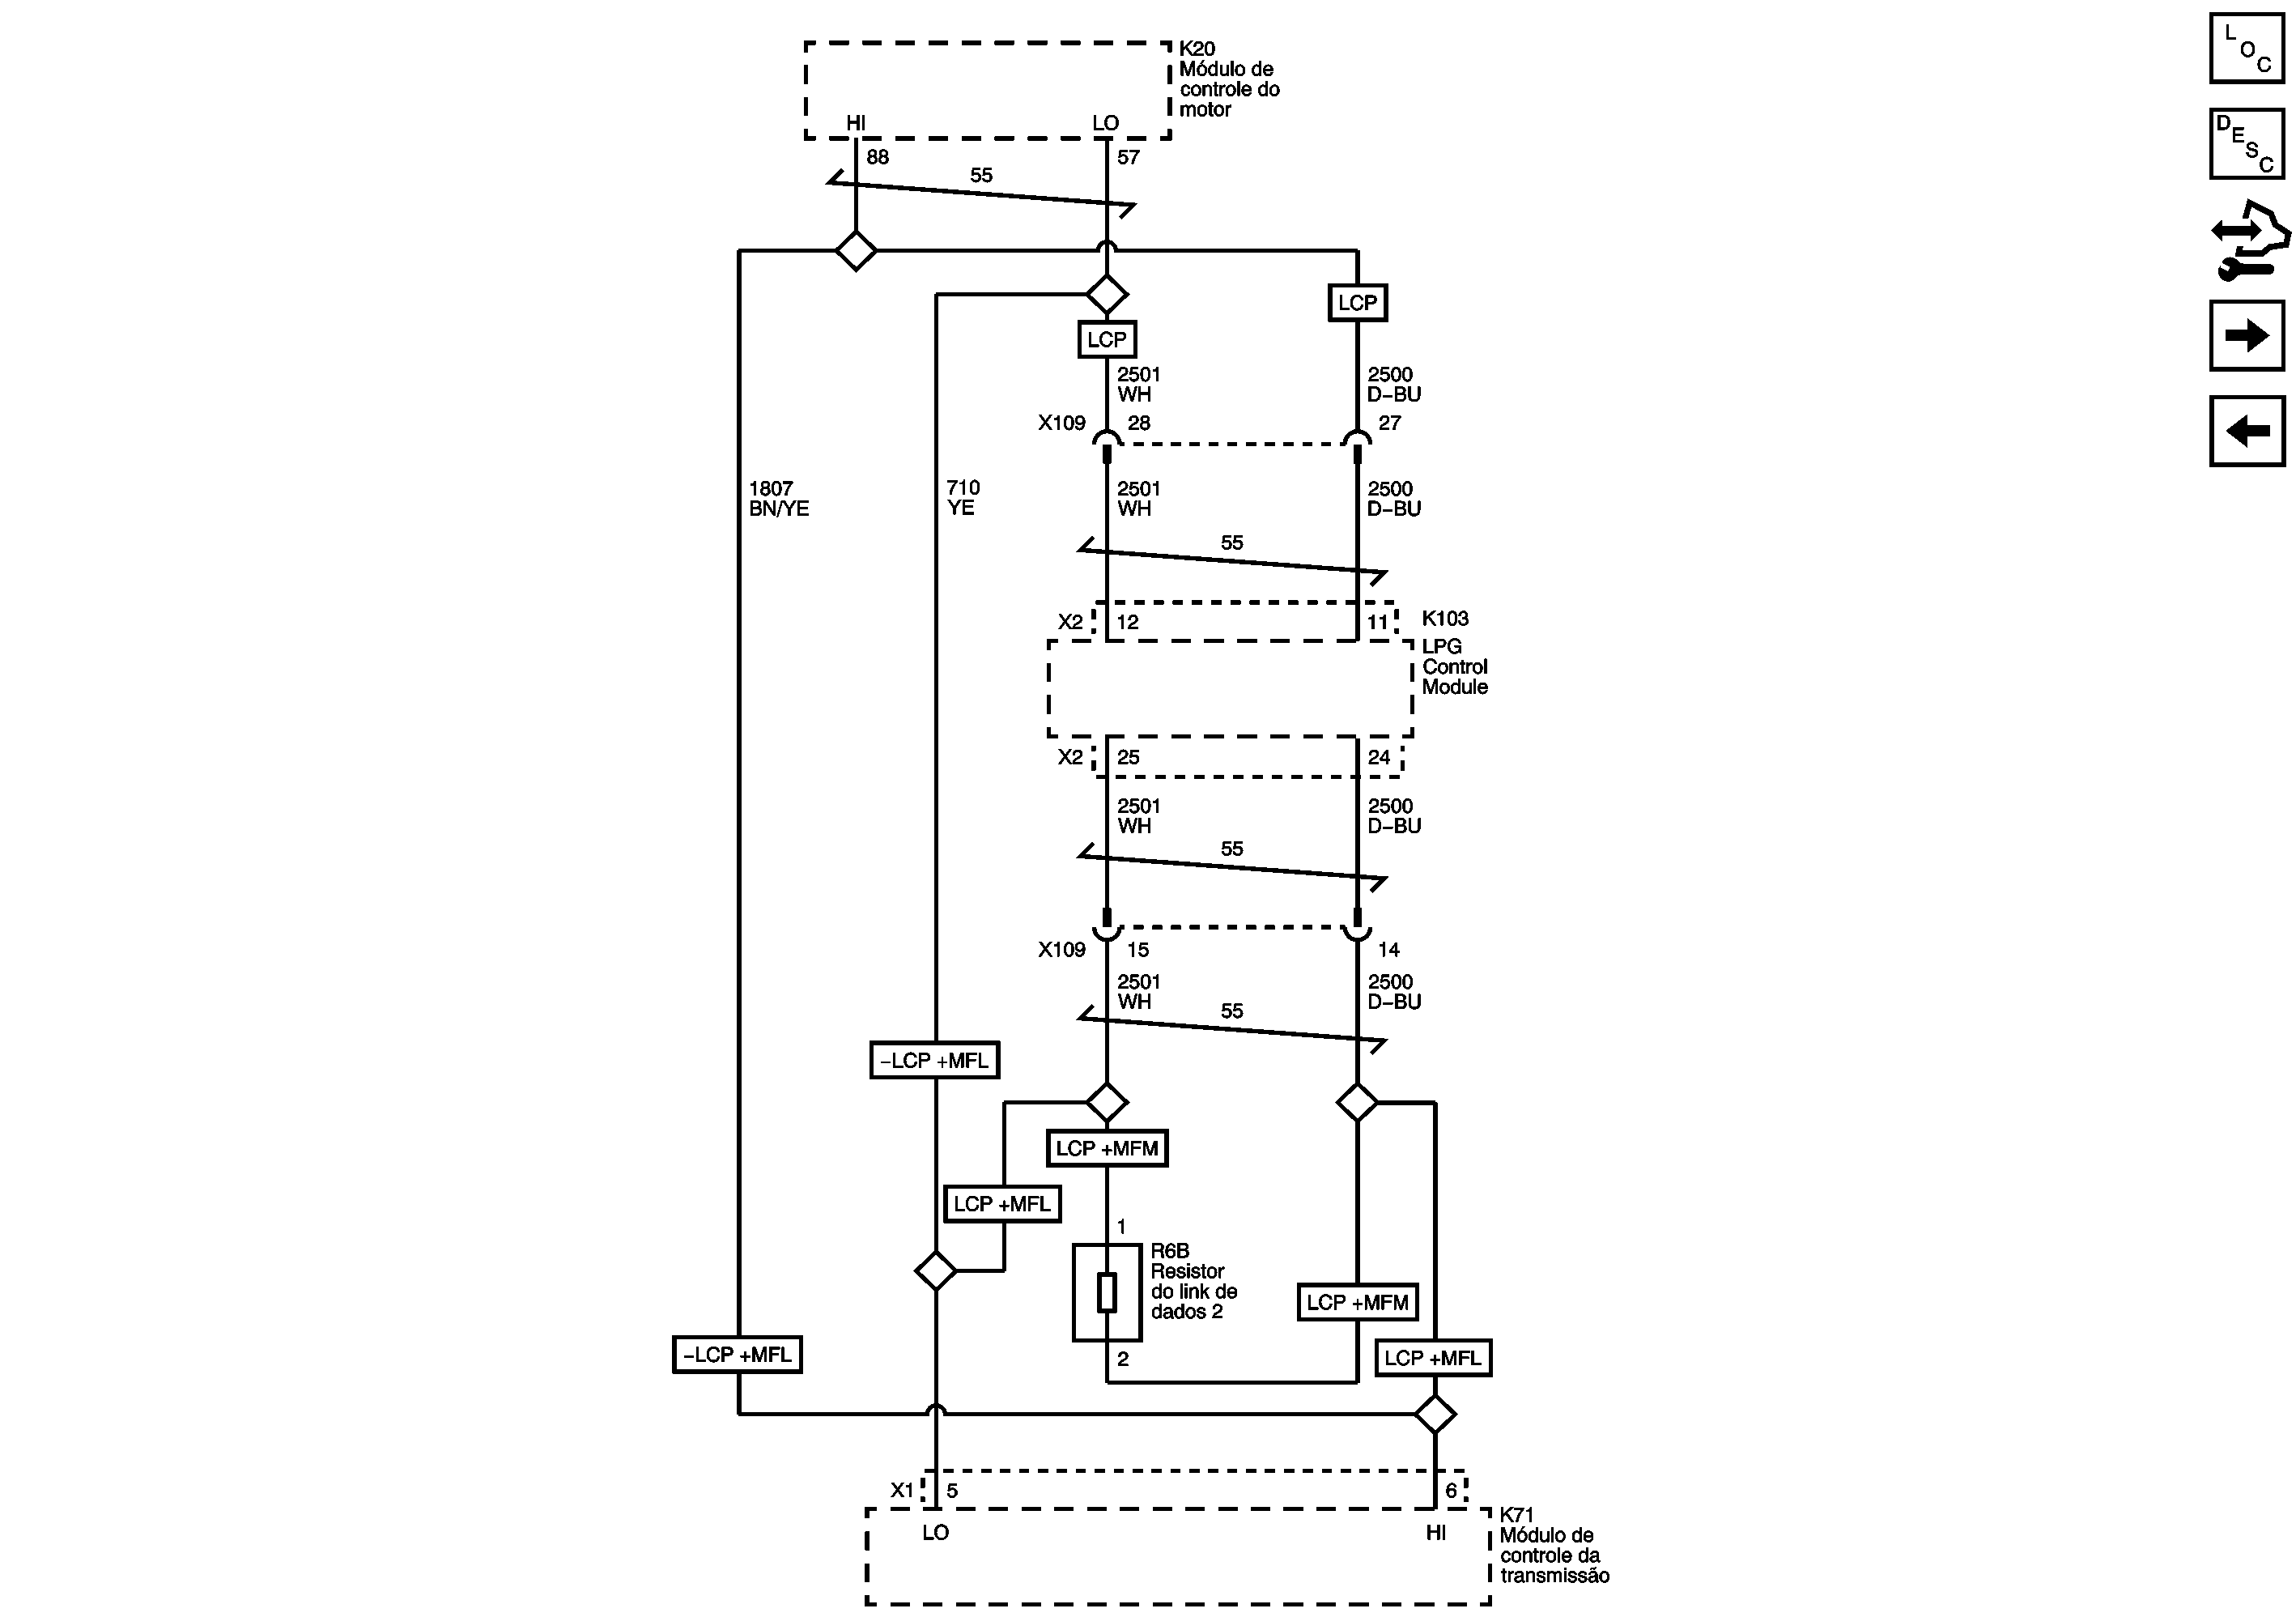 K20
Módulo de
controle do
motor
HI
LO
88
57
55
LCP
LCP
2501
WH
2500
D-BU
X109
28
27
1807
BN/YE
710
YE
2501
WH
2500
D-BU
55
X2
12
11
K103
LPG
Control
Module
X2
25
24
2501
WH
2500
D-BU
55
X109
15
14
2501
WH
2500
D-BU
55
-LCP +MFL
LCP +MFM
LCP +MFL
1
R6B
Resistor
do link de
dados 2
LCP +MFM
2
-LCP +MFL
LCP +MFL
X1
5
6
LO
HI
K71
Módulo de
controle da
transmissão
LOC
DESC